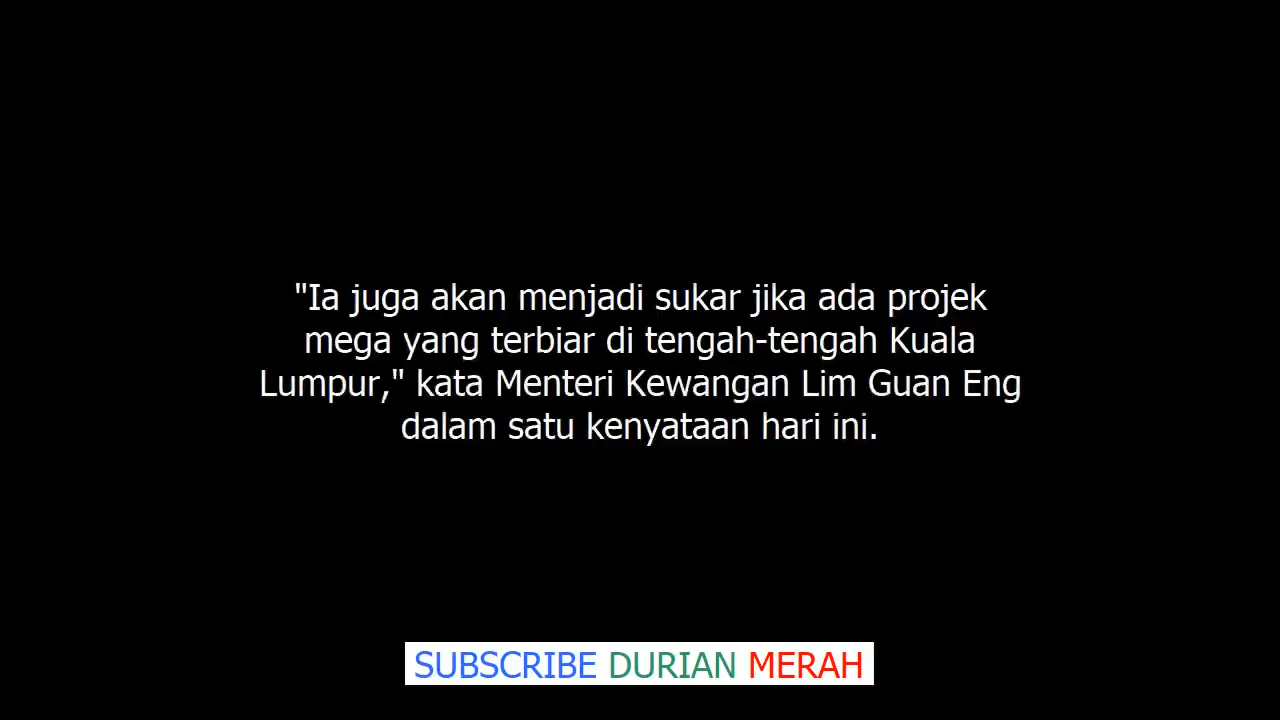 "Ia juga akan menjadi sukar jika ada projek
mega yang terbiar di tengah-tengah Kuala
Lumpur," kata Menteri Kewangan Lim Guan Eng
dalam satu kenyataan hari ini.
SUBSCRIBE DURIAN MERAH